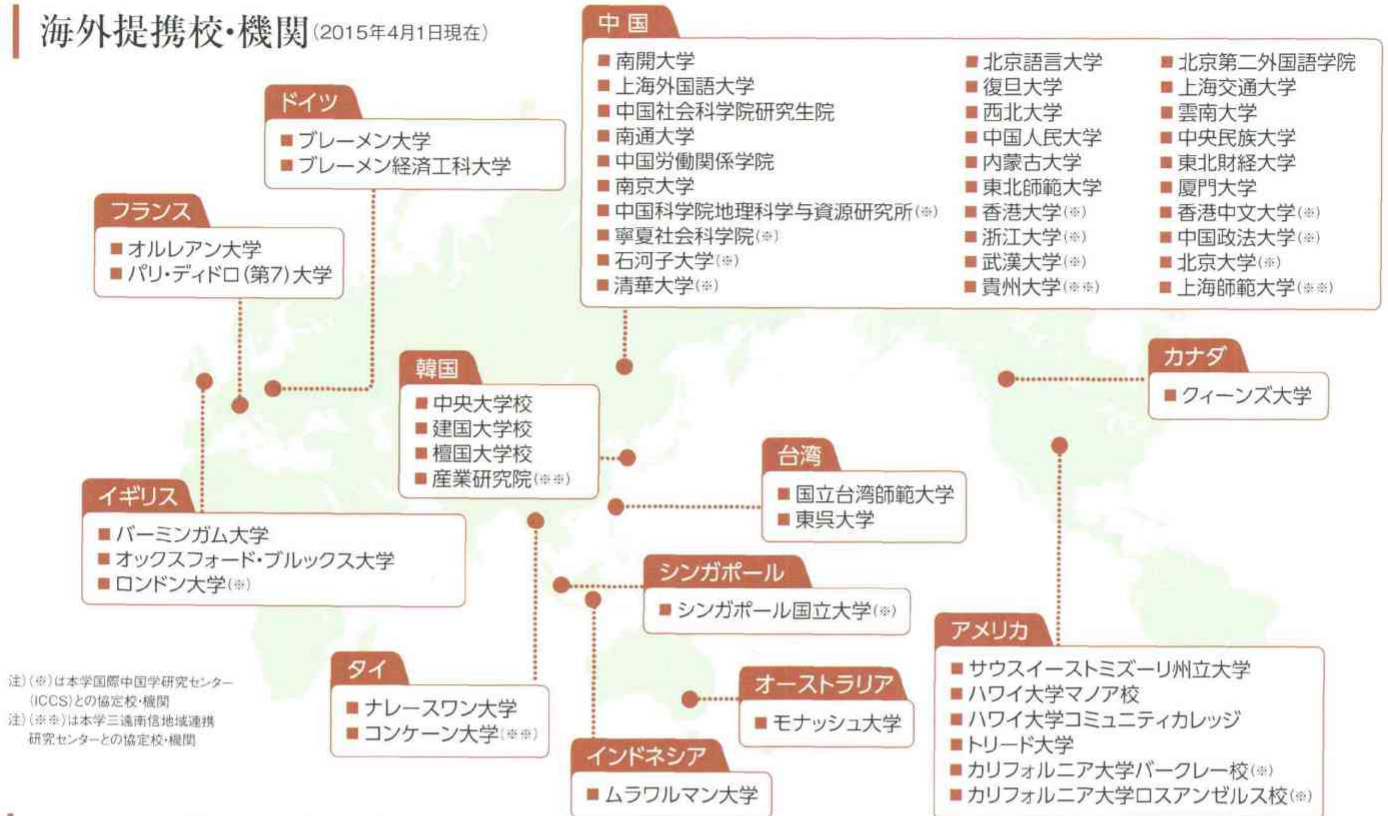 海外提携校・機関(2015年4月1日現在)
中国
■南開大学
■上海外国語大学
■中国社会科学院研究生院
■南通大学
■中国労働関係学院
■南京大学
■中国科学院地理科学与資源研究所(※)
■寧夏社会科学院(※)
■石河子大学(※)
■清華大学(※)
■北京語言大学
■復旦大学
■西北大学
■中国人民大学
■内蒙古大学
■東北師範大学
■香港大学(※)
■浙江大学(※)
■武漢大学(※)
■貴州大学(※※)
■北京第二外国語学院
■上海交通大学
■雲南大学
■中央民族大学
■東北財経大学
■厦門大学
■香港中文大学(※)
■中国政法大学(※)
■北京大学(※)
■上海師範大学(※※)
ドイツ
■ブレーメン大学
■ブレーメン経済工科大学
フランス
■オルレアン大学
■パリ・ディドロ(第7)大学
韓国
■中央大学校
■建国大学校
■檀国大学校
■産業研究院(※※)
カナダ
■クィーンズ大学
台湾
■国立台湾師範大学
■東呉大学
イギリス
■バーミンガム大学
■オックスフォード・ブルックス大学
■ロンドン大学(※)
シンガポール
■シンガポール国立大学(※)
アメリカ
■サウスイーストミズーリ州立大学
■ハワイ大学マノア校
■ハワイ大学コミュニティカレッジ
■トリード大学
■カリフォルニア大学バークレー校(※)
■カリフォルニア大学ロスアンゼルス校(※)
タイ
■ナレースワン大学
■コンケーン大学(※※)
オーストラリア
■モナッシュ大学
インドネシア
■ムラワルマン大学
注)(※)は本学国際中国学研究センター
(ICCS)との協定校・機関
注)(※※)は本学三遠南信地域連携
研究センターとの協定校・機関